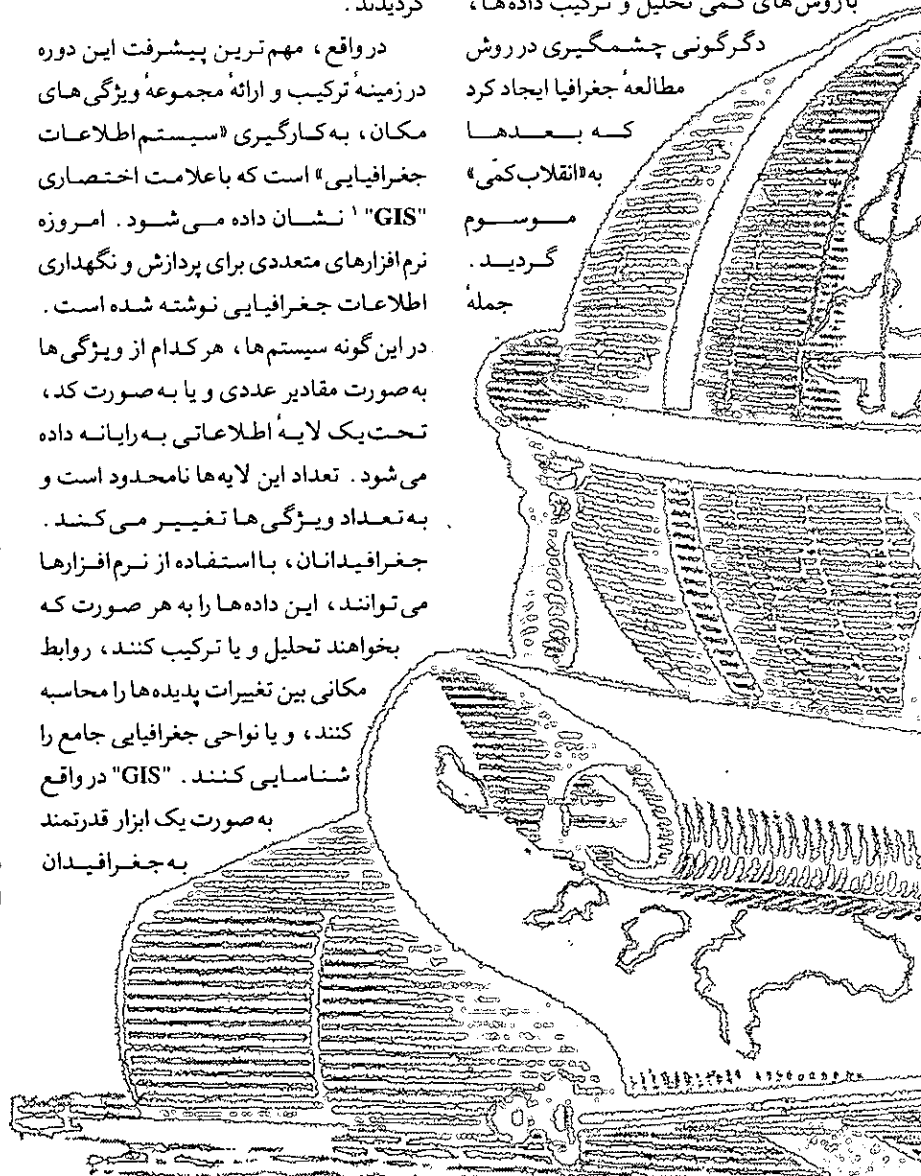 با روش‌های کمی تحلیل و ترکیب داده‌ها،
دگرگونی چشمگیری در روش
مطالعهٔ جغرافیا ایجاد کرد
که بعدها
به «انقلاب کمّی»
موسوم
گردید.
جملهٔ
گردیدند.
در واقع، مهم‌ترین پیشرفت این دوره
در زمینهٔ ترکیب و ارائهٔ مجموعهٔ ویژگی‌های
مکان، به‌کارگیری «سیستم اطلاعات
جغرافیایی» است که با علامت اختصاری
"GIS" ۱ نشان داده می‌شود. امروزه
نرم‌افزارهای متعددی برای پردازش و نگهداری
اطلاعات جغرافیایی نوشته شده است.
در این گونه سیستم‌ها، هر کدام از ویژگی‌ها
به صورت مقادیر عددی و یا به صورت کد،
تحت یک لایهٔ اطلاعاتی به رایانه داده
می‌شود. تعداد این لایه‌ها نامحدود است و
به تعداد ویژگی‌ها تغییر می‌کند.
جغرافیدانان، با استفاده از نرم‌افزارها
می‌توانند، این داده‌ها را به هر صورت که
بخواهند تحلیل و یا ترکیب کنند، روابط
مکانی بین تغییرات پدیده‌ها را محاسبه
کنند، و یا نواحی جغرافیایی جامع را
شناسایی کنند. "GIS" در واقع
به صورت یک ابزار قدرتمند
به جغرافیدان